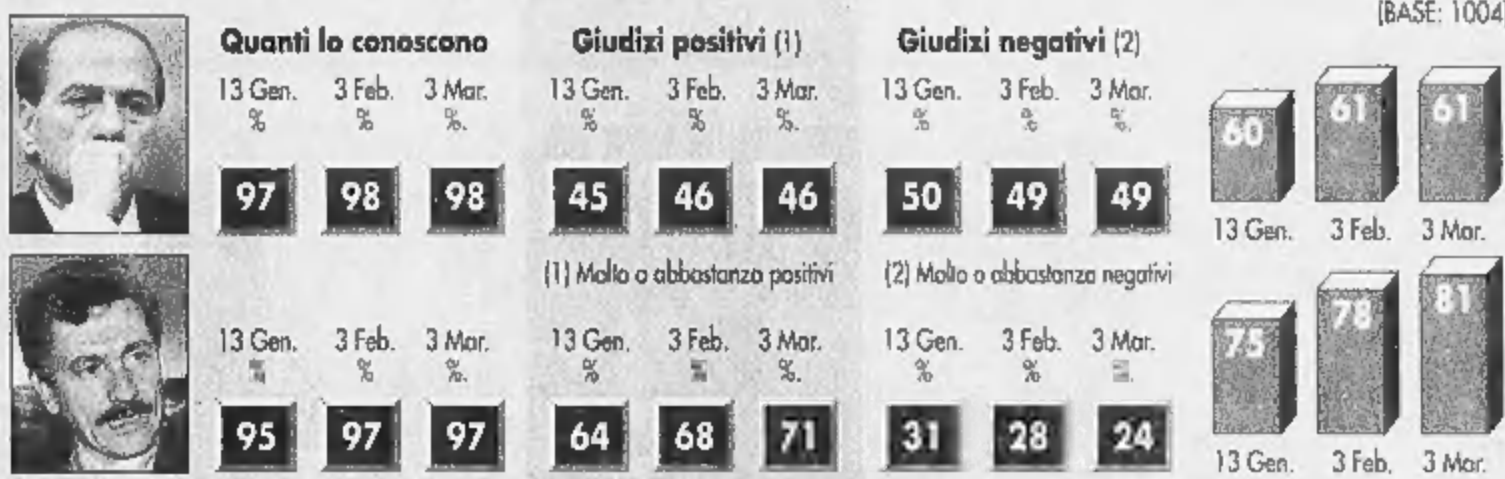 (BASE: 1004)
Quanti lo conoscono Giudizi positivi (1) Giudizi negativi (2)
13 Gen. 3 Feb. 3 Mar. 13 Gen. 3 Feb. 3 Mar. 13 Gen. 3 Feb. 3 Mar.
% % %. % % %. % % %.
60 61 61
97 98 98 45 46 46 50 49 49
13 Gen. 3 Feb. 3 Mar.
(1) Molto o abbastanza positivi (2) Molto o abbastanza negativi
75 78 81
13 Gen. 3 Feb. 3 Mar. 13 Gen. 3 Feb. 3 Mar. 13 Gen. 3 Feb. 3 Mar.
% %. % %. % %
95 97 97 64 68 71 31 28 24
13 Gen. 3 Feb. 3 Mar.